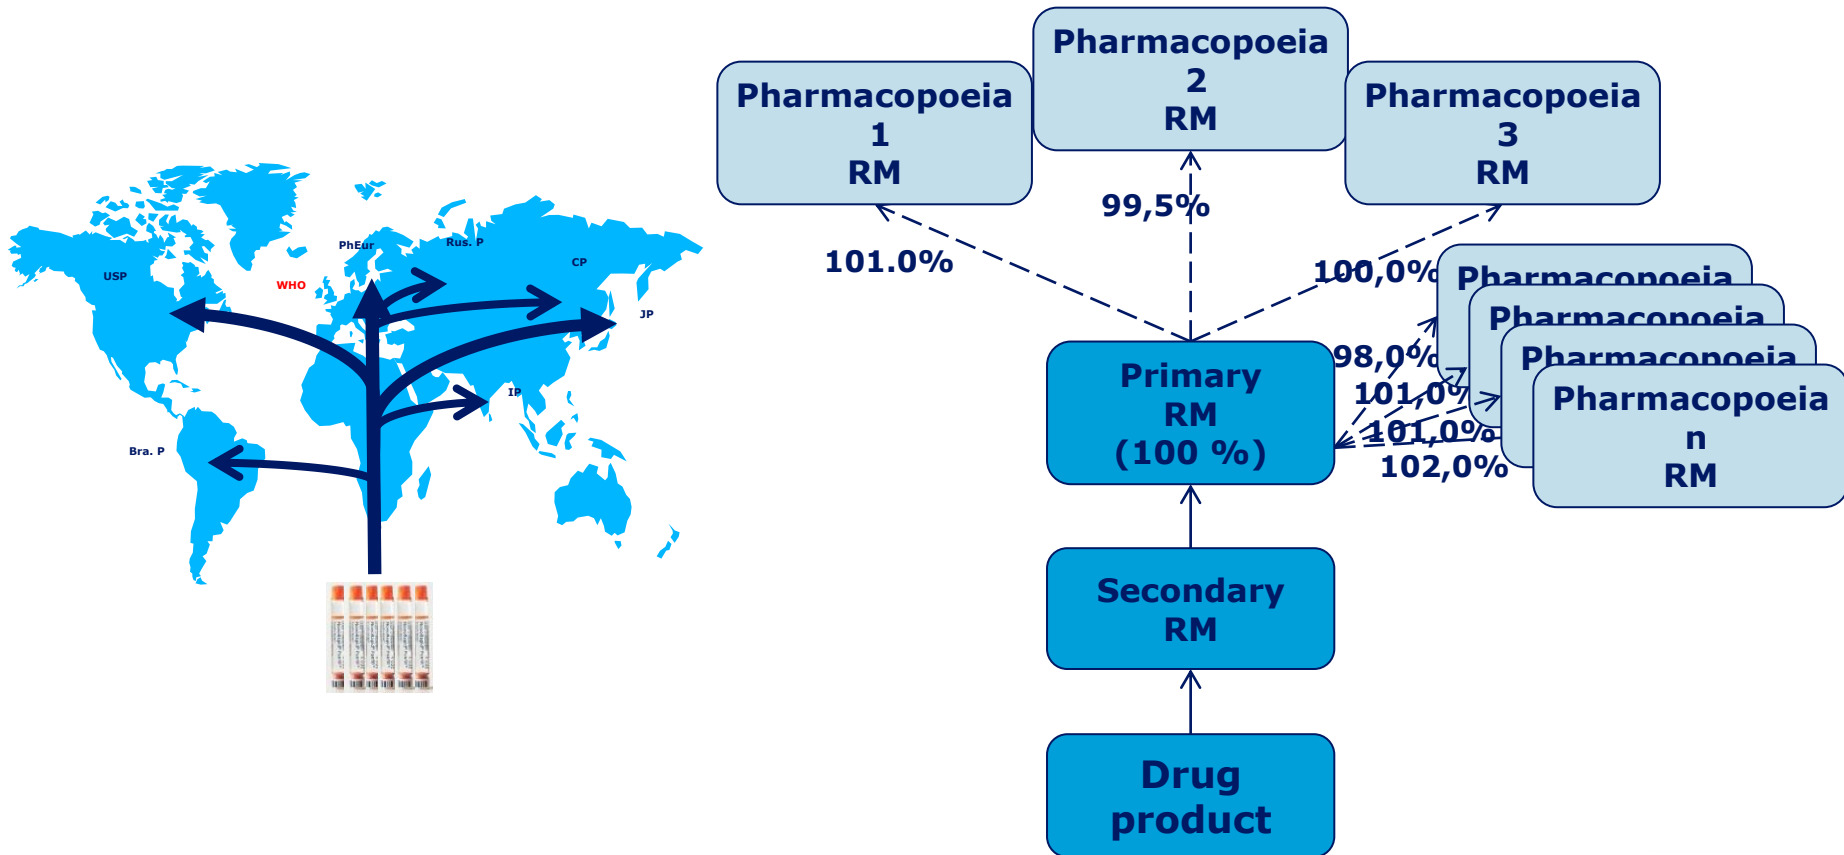 PhEur
Rus. P
CP
USP
WHO
JP
IP
Bra. P
Pharmacopoeia
1
RM
Pharmacopoeia
2
RM
Pharmacopoeia
3
RM
101.0%
99,5%
100,0%
Pharmacopoeia
Pharmacopoeia
Pharmacopoeia
Pharmacopoeia
n
RM
98,0%
101,0%
101,0%
102,0%
Primary
RM
(100 %)
Secondary
RM
Drug
product